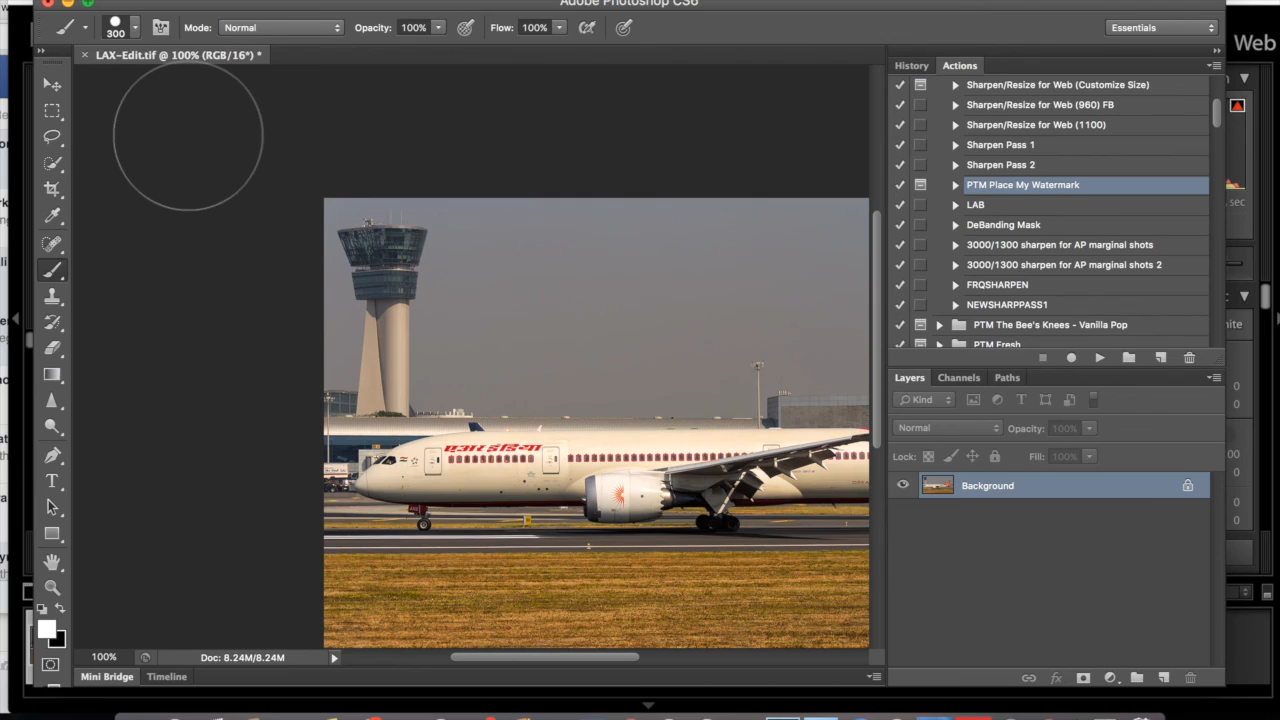 Adobe Photoshop CS6
300
Mode: Normal
Opacity: 100%
Flow: 100%
Essentials
Web
× LAX-Edit.tif @ 100% (RGB/16*) *
History Actions
Sharpen/Resize for Web (Customize Size)
Sharpen/Resize for Web (960) FB
Sharpen/Resize for Web (1100)
Sharpen Pass 1
Sharpen Pass 2
PTM Place My Watermark
LAB
DeBanding Mask
3000/1300 sharpen for AP marginal shots
3000/1300 sharpen for AP marginal shots 2
FRQSHARPEN
NEWSHARPPASS1
PTM The Bee's Knees - Vanilla Pop
PTM Fresh
sec
Layers Channels Paths
Kind
Normal Opacity: 100%
Lock: Fill: 100%
Background
एअर इंडिया
100% Doc: 8.24M/8.24M
Mini Bridge Timeline